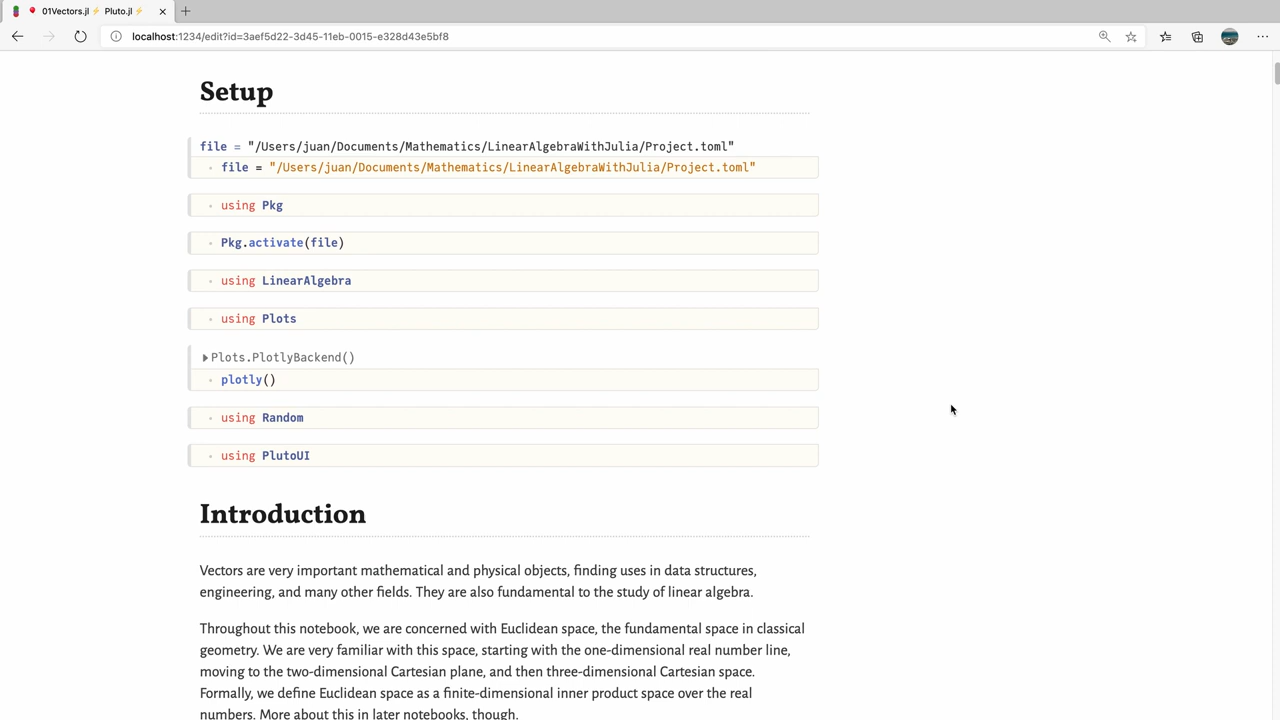 01Vectors.jl⚡ Pluto.jl⚡
localhost:1234/edit?id=3aef5d22-3d45-11eb-0015-e328d43e5bf8
Setup
file = "/Users/juan/Documents/Mathematics/LinearAlgebraWithJulia/Project.toml"
file = "/Users/juan/Documents/Mathematics/LinearAlgebraWithJulia/Project.toml"
using Pkg
Pkg.activate(file)
using LinearAlgebra
using Plots
Plots.PlotlyBackend()
plotly()
using Random
using PlutoUI
Introduction
Vectors are very important mathematical and physical objects, finding uses in data structures,
engineering, and many other fields. They are also fundamental to the study of linear algebra.
Throughout this notebook, we are concerned with Euclidean space, the fundamental space in classical
geometry. We are very familiar with this space, starting with the one-dimensional real number line,
moving to the two-dimensional Cartesian plane, and then three-dimensional Cartesian space.
Formally, we define Euclidean space as a finite-dimensional inner product space over the real
numbers. More about this in later notebooks, though.